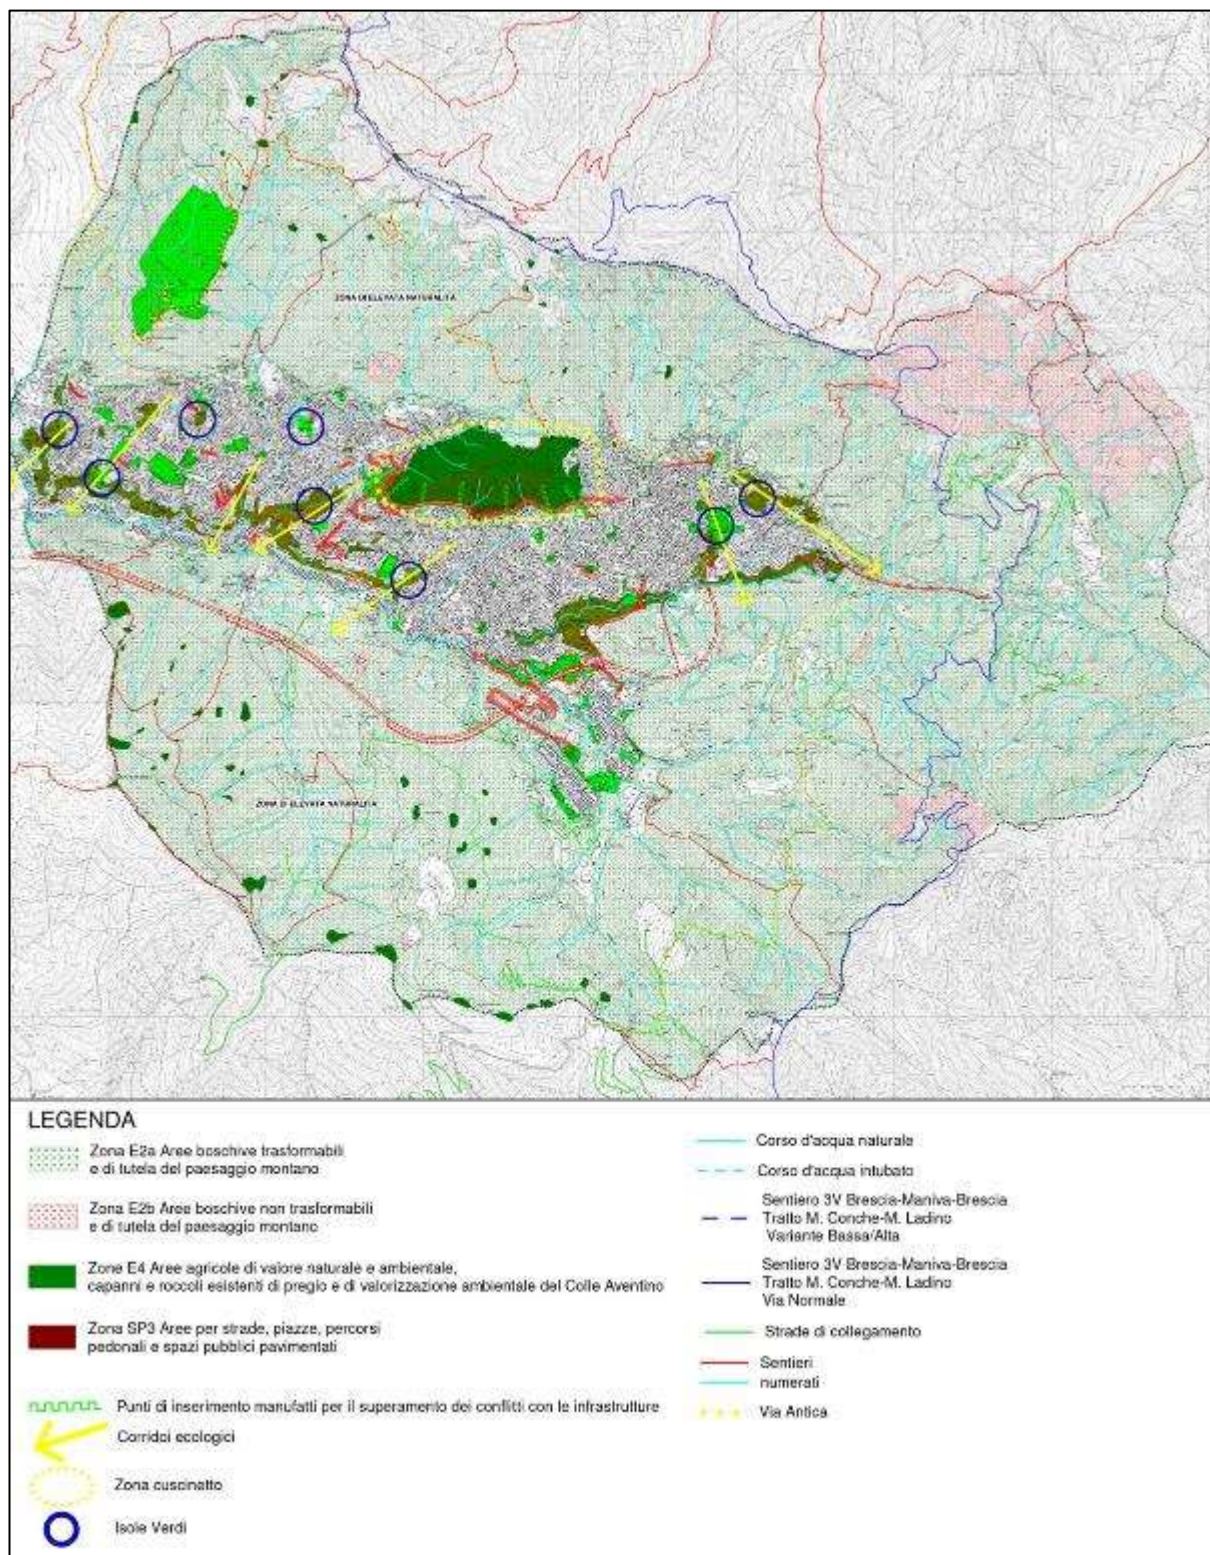 ZONA DI ELEVATA NATURALITÀ
ZONA DI ELEVATA NATURALITÀ
LEGENDA
Zona E2a Aree boschive trasformabili
e di tutela del paesaggio montano
Zona E2b Aree boschive non trasformabili
e di tutela del paesaggio montano
Zone E4 Aree agricole di valore naturale e ambientale,
capanni e roccoli esistenti di pregio e di valorizzazione ambientale del Colle Aventino
Zona SP3 Aree per strade, piazze, percorsi
pedonali e spazi pubblici pavimentati
Punti di inserimento manufatti per il superamento dei conflitti con le infrastrutture
Corridoi ecologici
Zona cuscinetto
Isole Verdi
Corso d'acqua naturale
Corso d'acqua intubato
Sentiero 3V Brescia-Maniva-Brescia
Tratto M. Conche-M. Ladino
Variante Bassa/Alta
Sentiero 3V Brescia-Maniva-Brescia
Tratto M. Conche-M. Ladino
Via Normale
Strade di collegamento
Sentieri
numerati
Via Antica